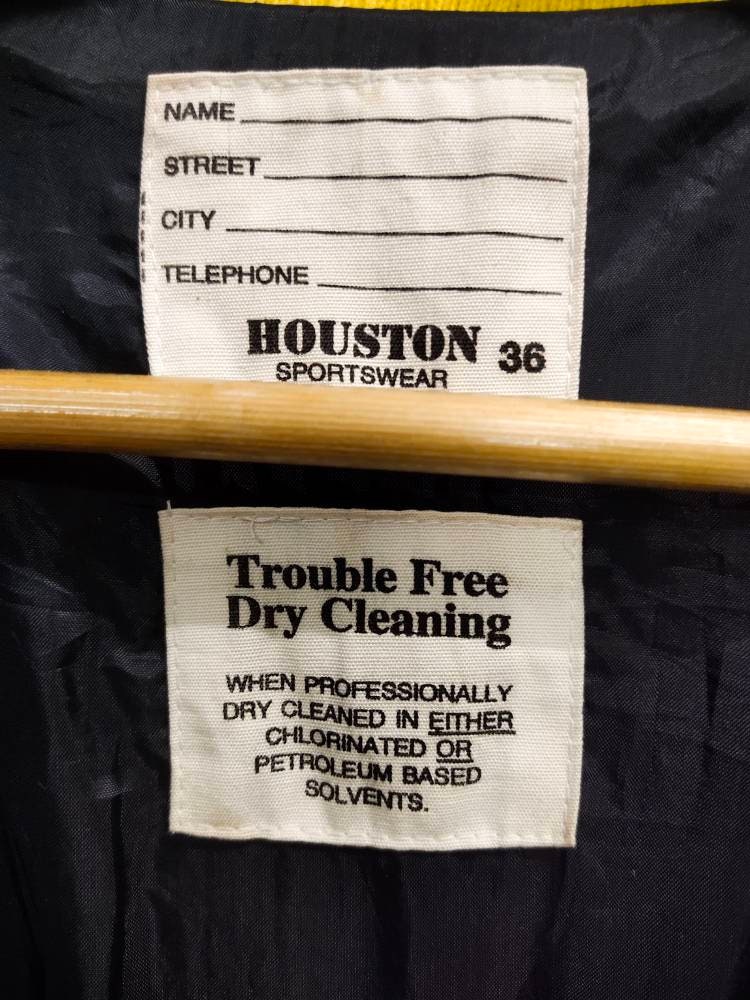 NAME
STREET
CITY
TELEPHONE
HOUSTON 36
SPORTSWEAR
Trouble Free
Dry Cleaning
WHEN PROFESSIONALLY
DRY CLEANED IN EITHER
CHLORINATED OR
PETROLEUM BASED
SOLVENTS.